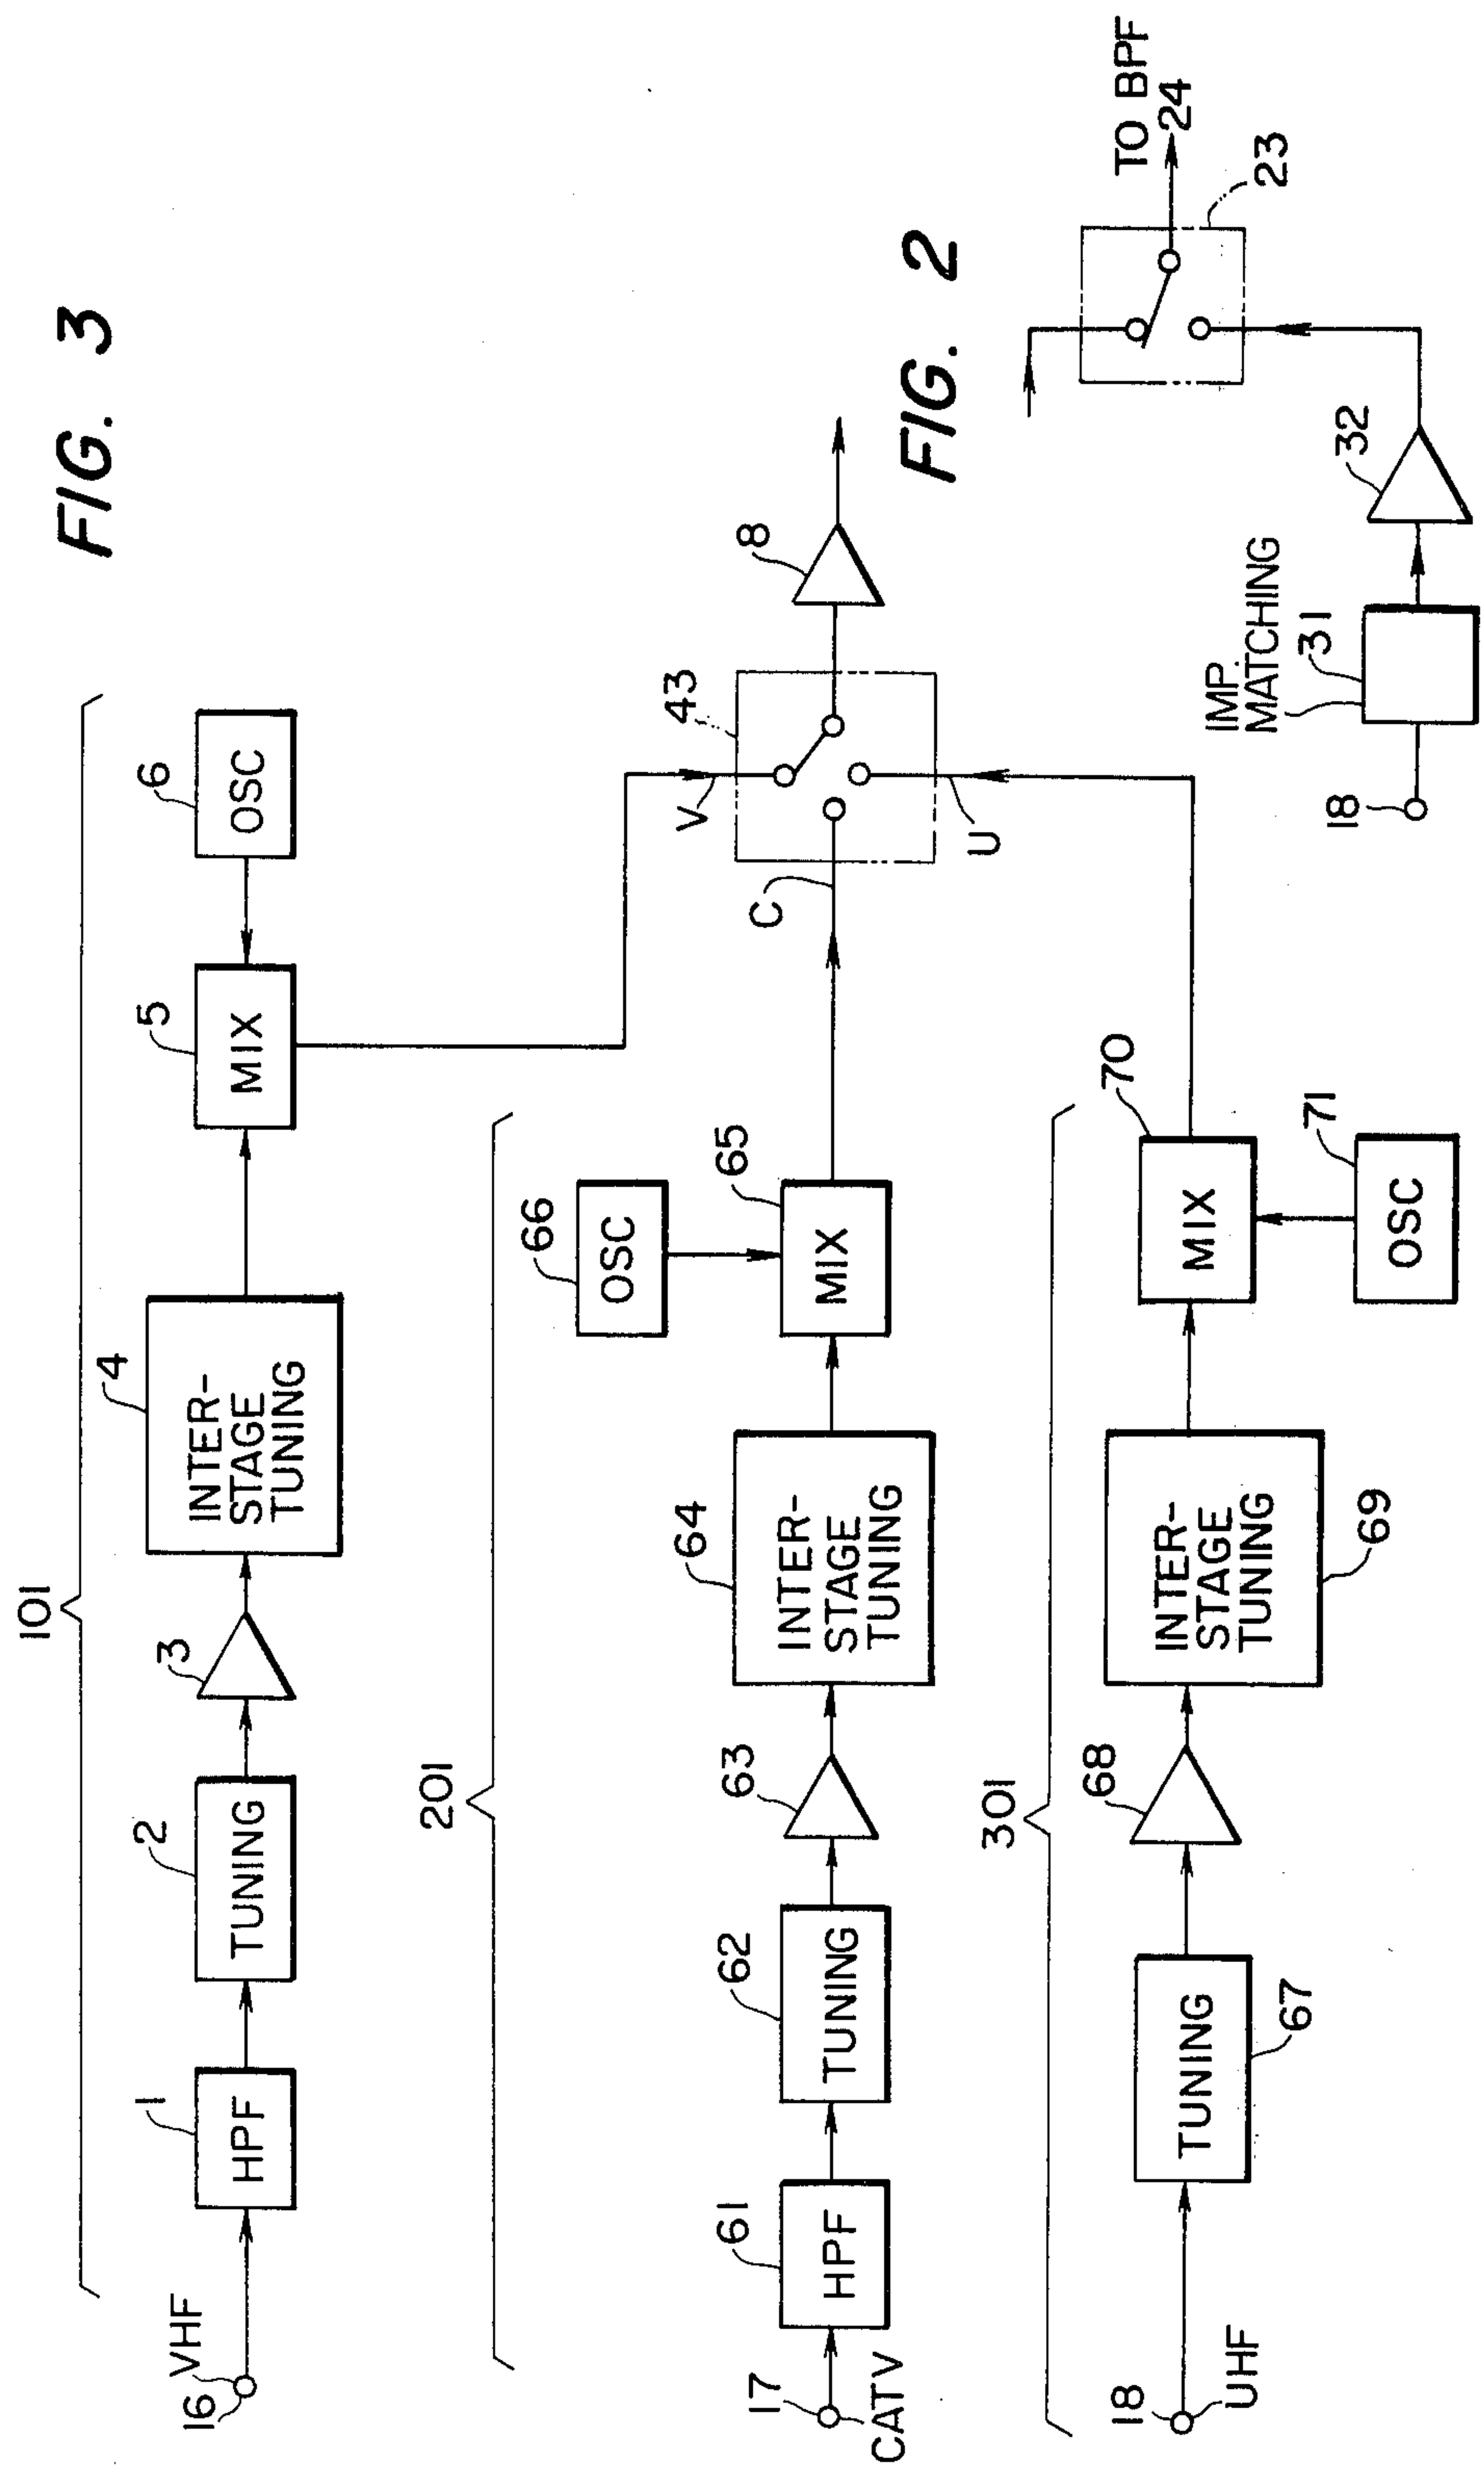 FIG. 3
101
16
VHF
1
HPF
2
TUNING
3
4
INTER-
STAGE
TUNING
5
MIX
6
OSC
201
17
CATV
61
HPF
62
TUNING
63
64
INTER-
STAGE
TUNING
65
MIX
66
OSC
C
V
43
U
8
301
18
UHF
TUNING
67
68
INTER-
STAGE
TUNING
69
70
MIX
71
OSC
FIG. 2
18
IMP.
MATCHING
31
32
23
TO BPF
24